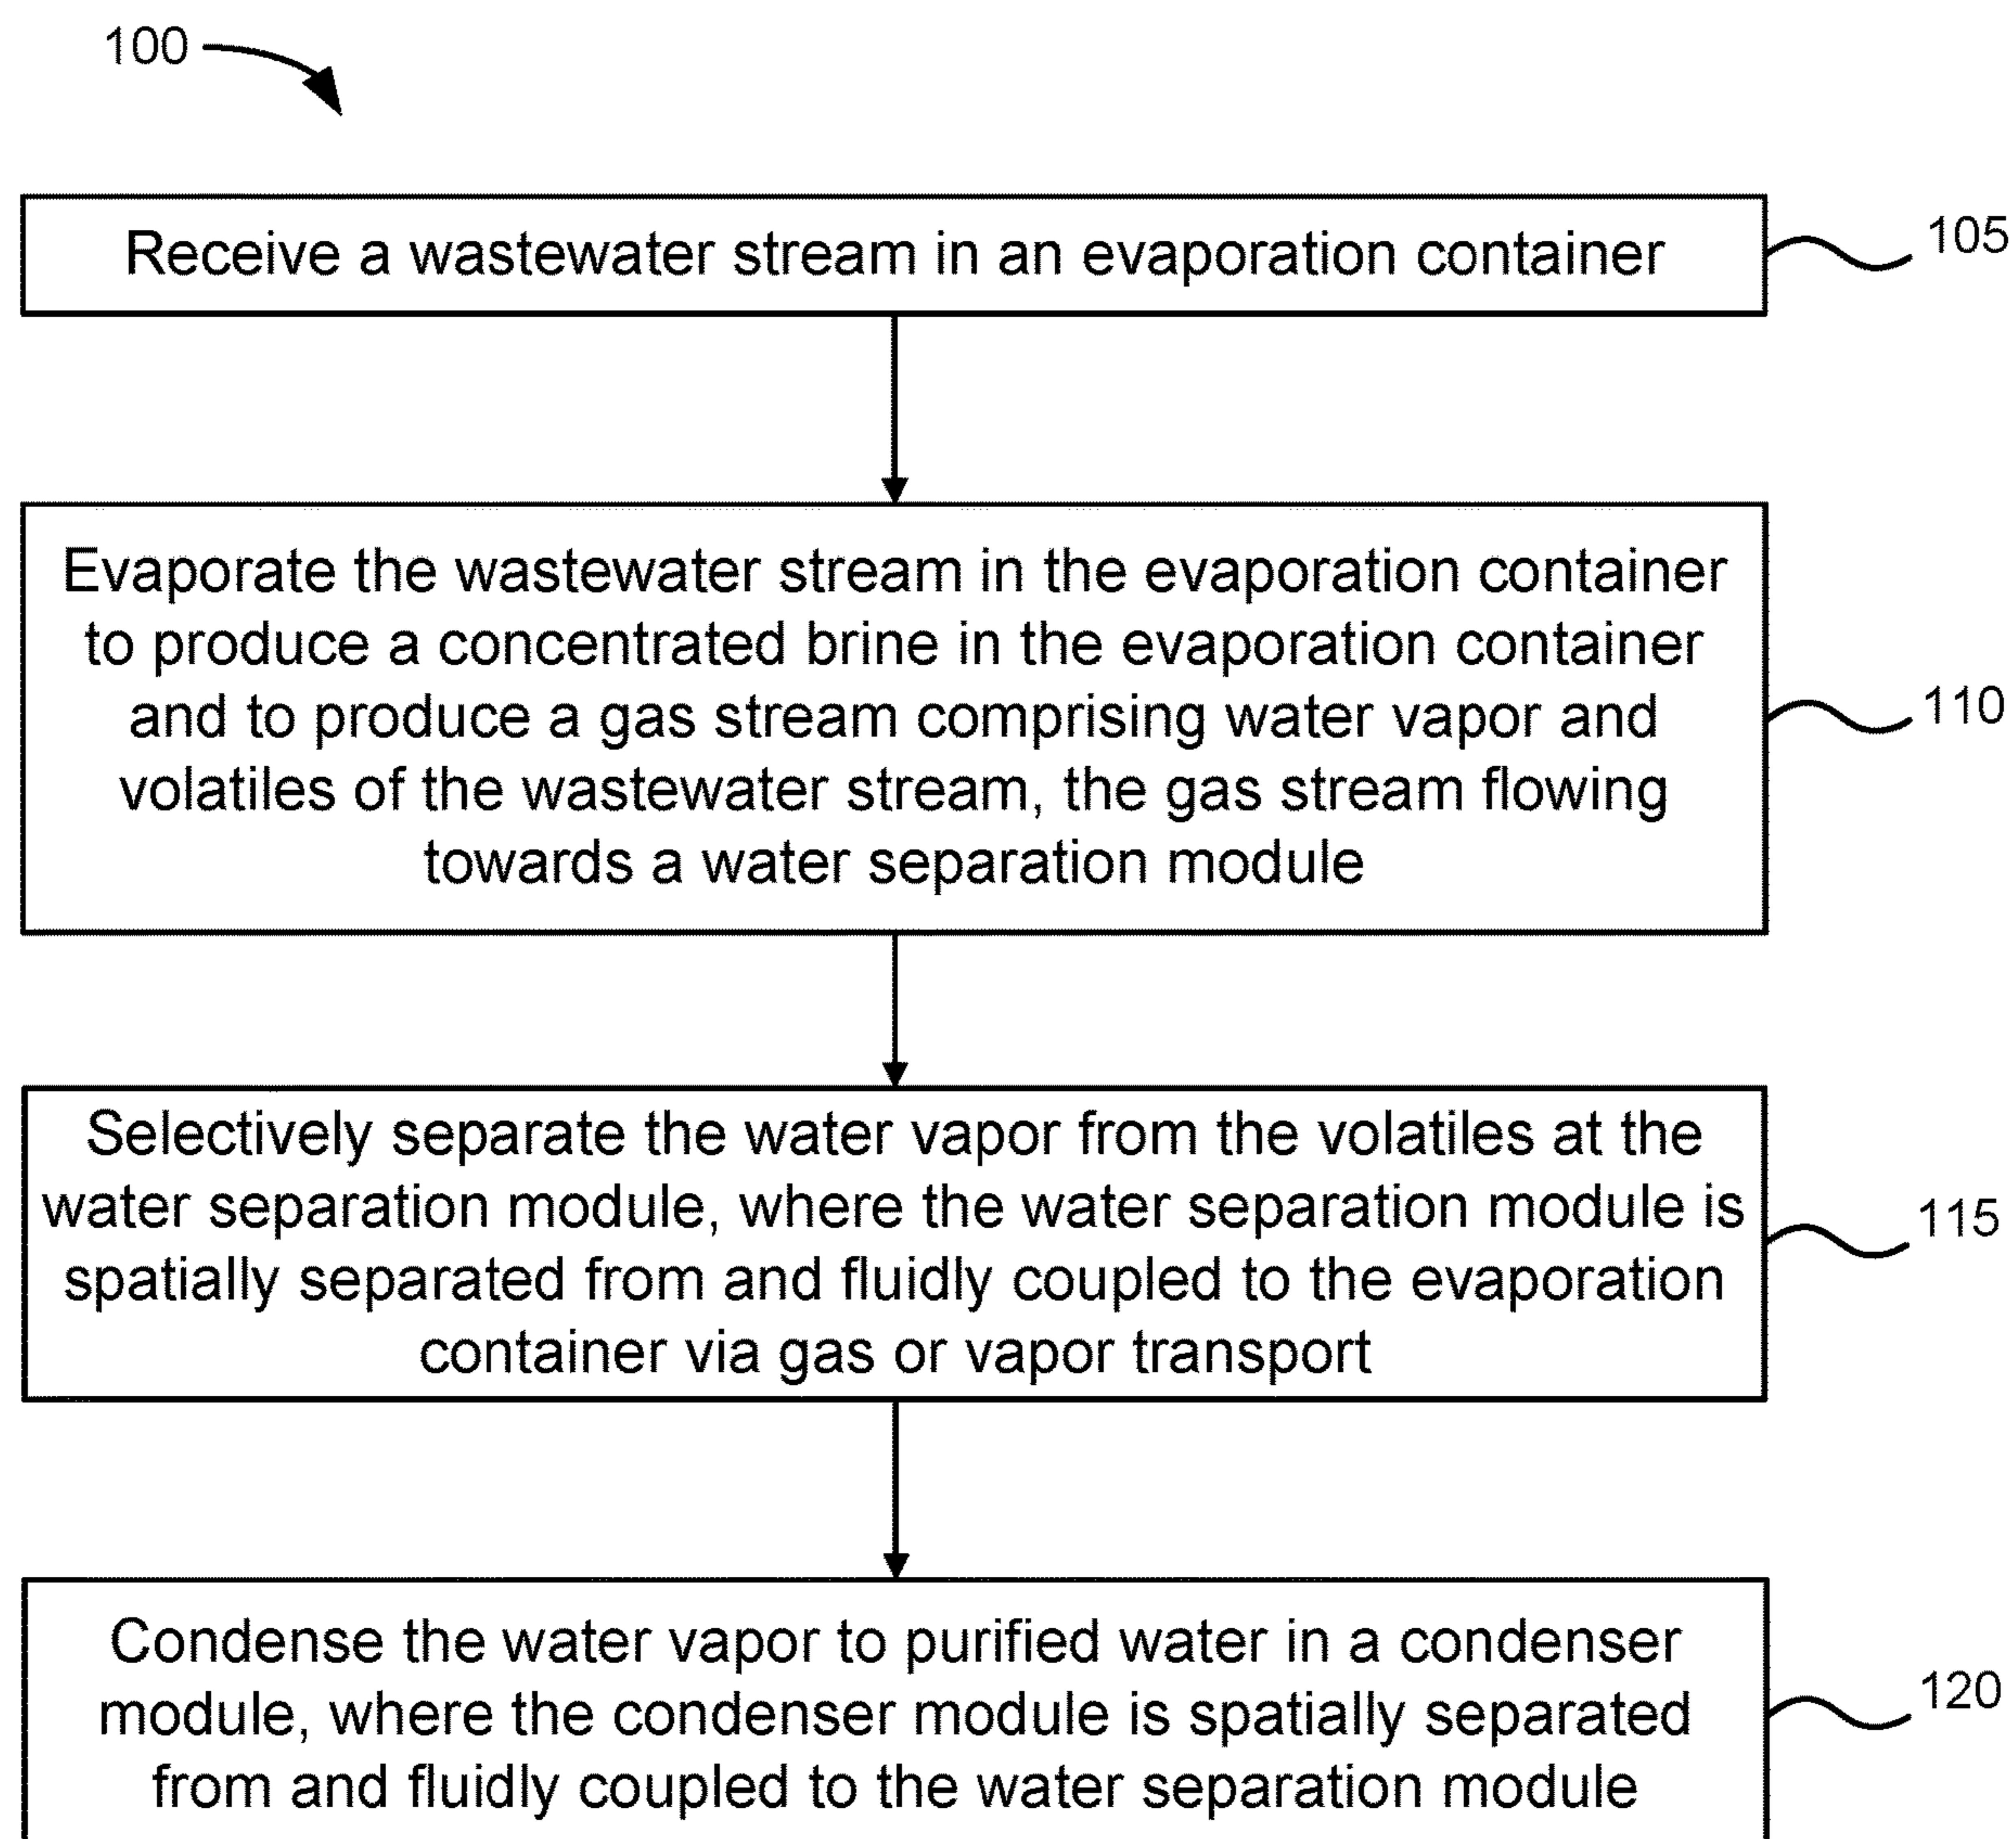 100
Receive a wastewater stream in an evaporation container
105
Evaporate the wastewater stream in the evaporation container
to produce a concentrated brine in the evaporation container
and to produce a gas stream comprising water vapor and
volatiles of the wastewater stream, the gas stream flowing
towards a water separation module
110
Selectively separate the water vapor from the volatiles at the
water separation module, where the water separation module is
spatially separated from and fluidly coupled to the evaporation
container via gas or vapor transport
115
Condense the water vapor to purified water in a condenser
module, where the condenser module is spatially separated
from and fluidly coupled to the water separation module
120